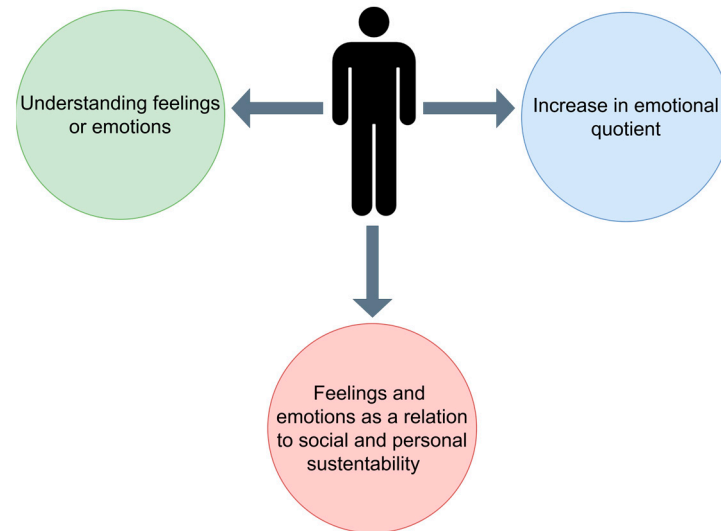 Understanding feelings
or emotions
Increase in emotional
quotient
Feelings and
emotions as a relation
to social and personal
sustentability